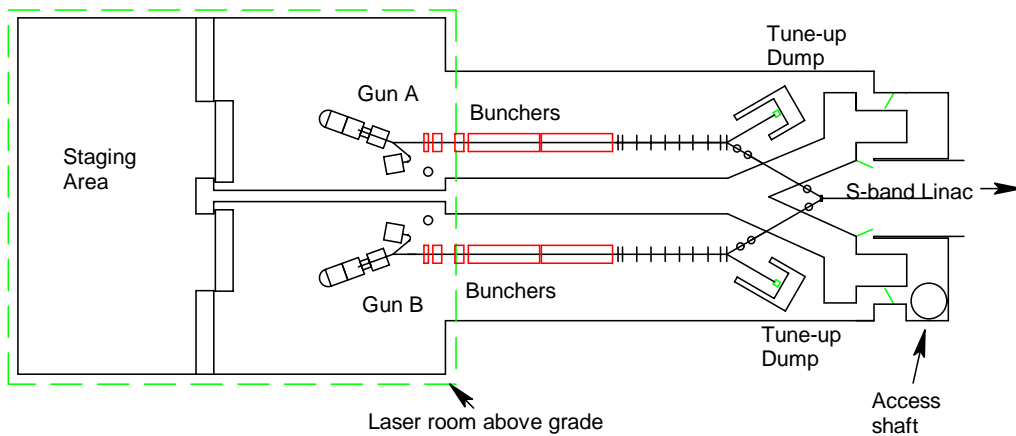 Tune-up
Dump
Gun A
Bunchers
Staging
Area
S-band Linac
Gun B
Bunchers
Tune-up
Dump
Laser room above grade
Access
shaft